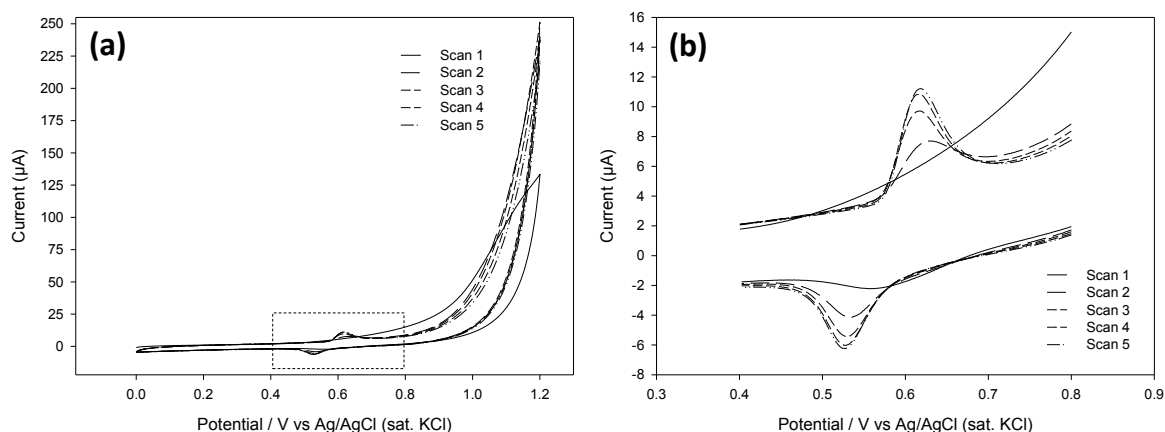 (a)
Current (µA)
250
225
200
175
150
125
100
75
50
25
0
Scan 1
Scan 2
Scan 3
Scan 4
Scan 5
0.0 0.2 0.4 0.6 0.8 1.0 1.2
Potential / V vs Ag/AgCl (sat. KCl)
(b)
Current (µA)
16
14
12
10
8
6
4
2
0
-2
-4
-6
-8
Scan 1
Scan 2
Scan 3
Scan 4
Scan 5
0.3 0.4 0.5 0.6 0.7 0.8 0.9
Potential / V vs Ag/AgCl (sat. KCl)